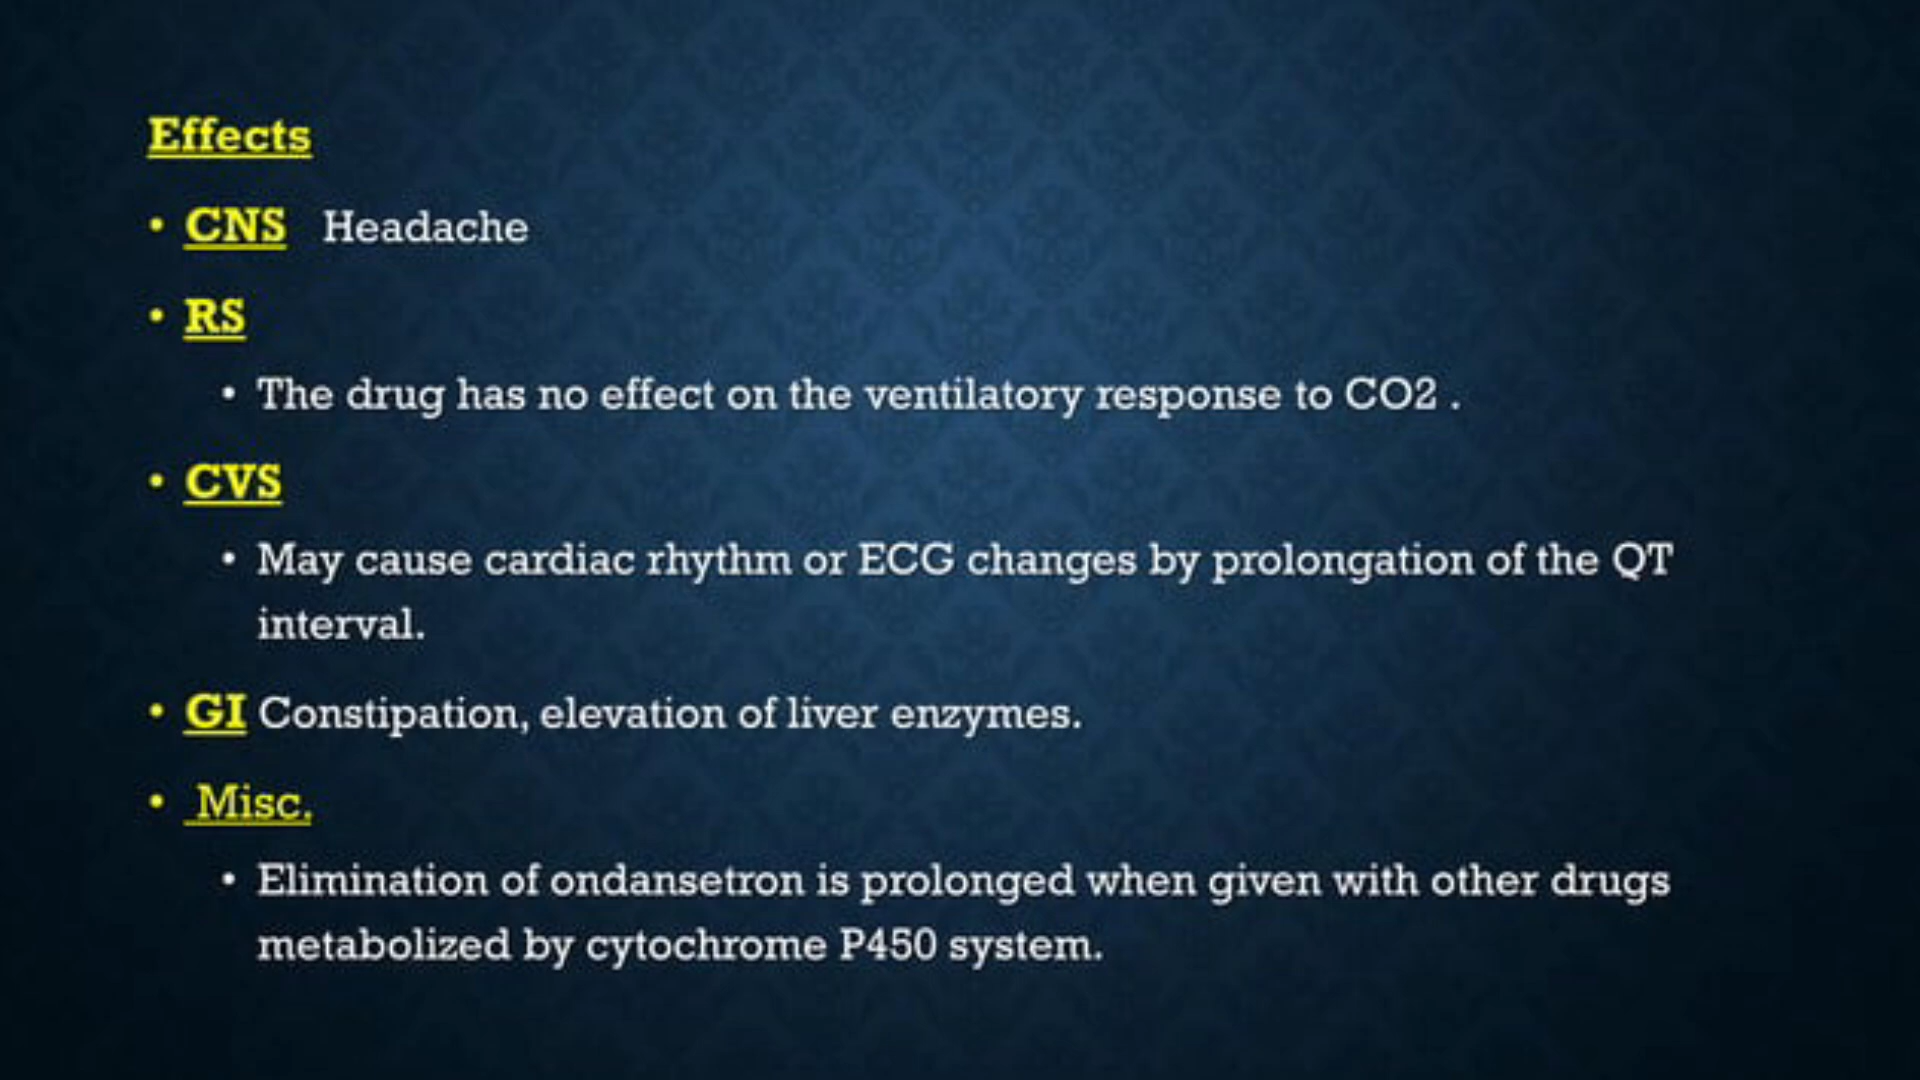 Effects
• CNS Headache
• RS
• The drug has no effect on the ventilatory response to CO2 .
• CVS
• May cause cardiac rhythm or ECG changes by prolongation of the QT
interval.
• GI Constipation, elevation of liver enzymes.
• Misc.
• Elimination of ondansetron is prolonged when given with other drugs
metabolized by cytochrome P450 system.